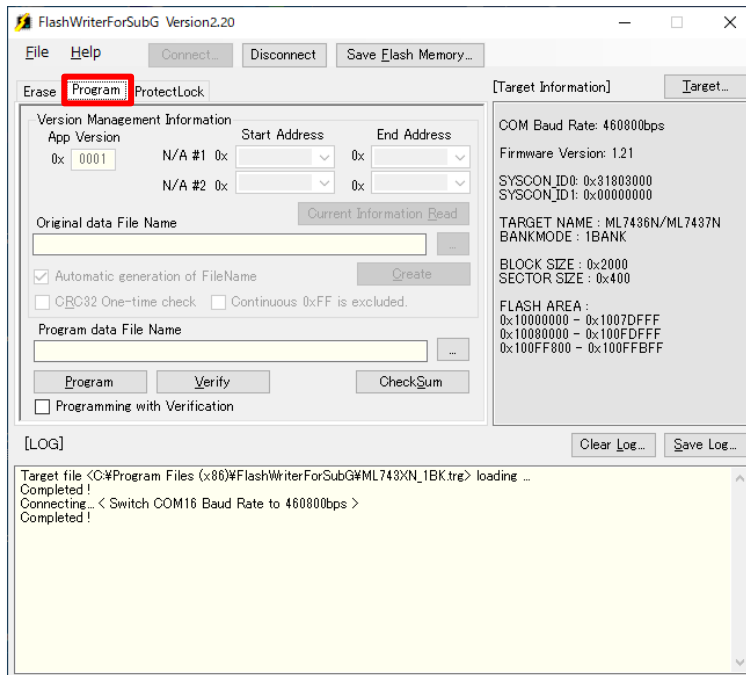 FlashWriterForSubG Version2.20
File Help Connect... Disconnect Save Flash Memory...
Erase Program ProtectLock
Version Management Information
App Version Start Address End Address
0x 0001 N/A #1 0x 0x
N/A #2 0x 0x
Current Information Read
Original data File Name
...
Automatic generation of FileName Create
CRC32 One-time check Continuous 0xFF is excluded.
Program data File Name
...
Program Verify CheckSum
Programming with Verification
[Target Information] Target...
COM Baud Rate: 460800bps
Firmware Version: 1.21
SYSCON_ID0: 0x31803000
SYSCON_ID1: 0x00000000
TARGET NAME : ML7436N/ML7437N
BANKMODE : 1BANK
BLOCK SIZE : 0x2000
SECTOR SIZE : 0x400
FLASH AREA :
0x10000000 - 0x1007DFFF
0x10080000 - 0x100FDFFF
0x100FF800 - 0x100FFBFF
[LOG] Clear Log... Save Log...
Target file <C:¥Program Files (x86)¥FlashWriterForSubG¥ML743XN_1BK.trg> loading ...
Completed !
Connecting... < Switch COM16 Baud Rate to 460800bps >
Completed !